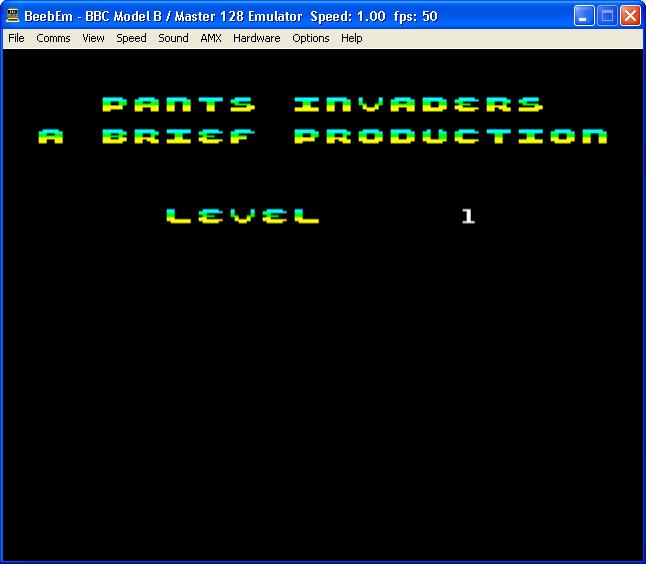 BeebEm - BBC Model B / Master 128 Emulator Speed: 1.00 fps: 50
File Comms View Speed Sound AMX Hardware Options Help
PANTS INVADERS
A BRIEF PRODUCTION
LEVEL 1